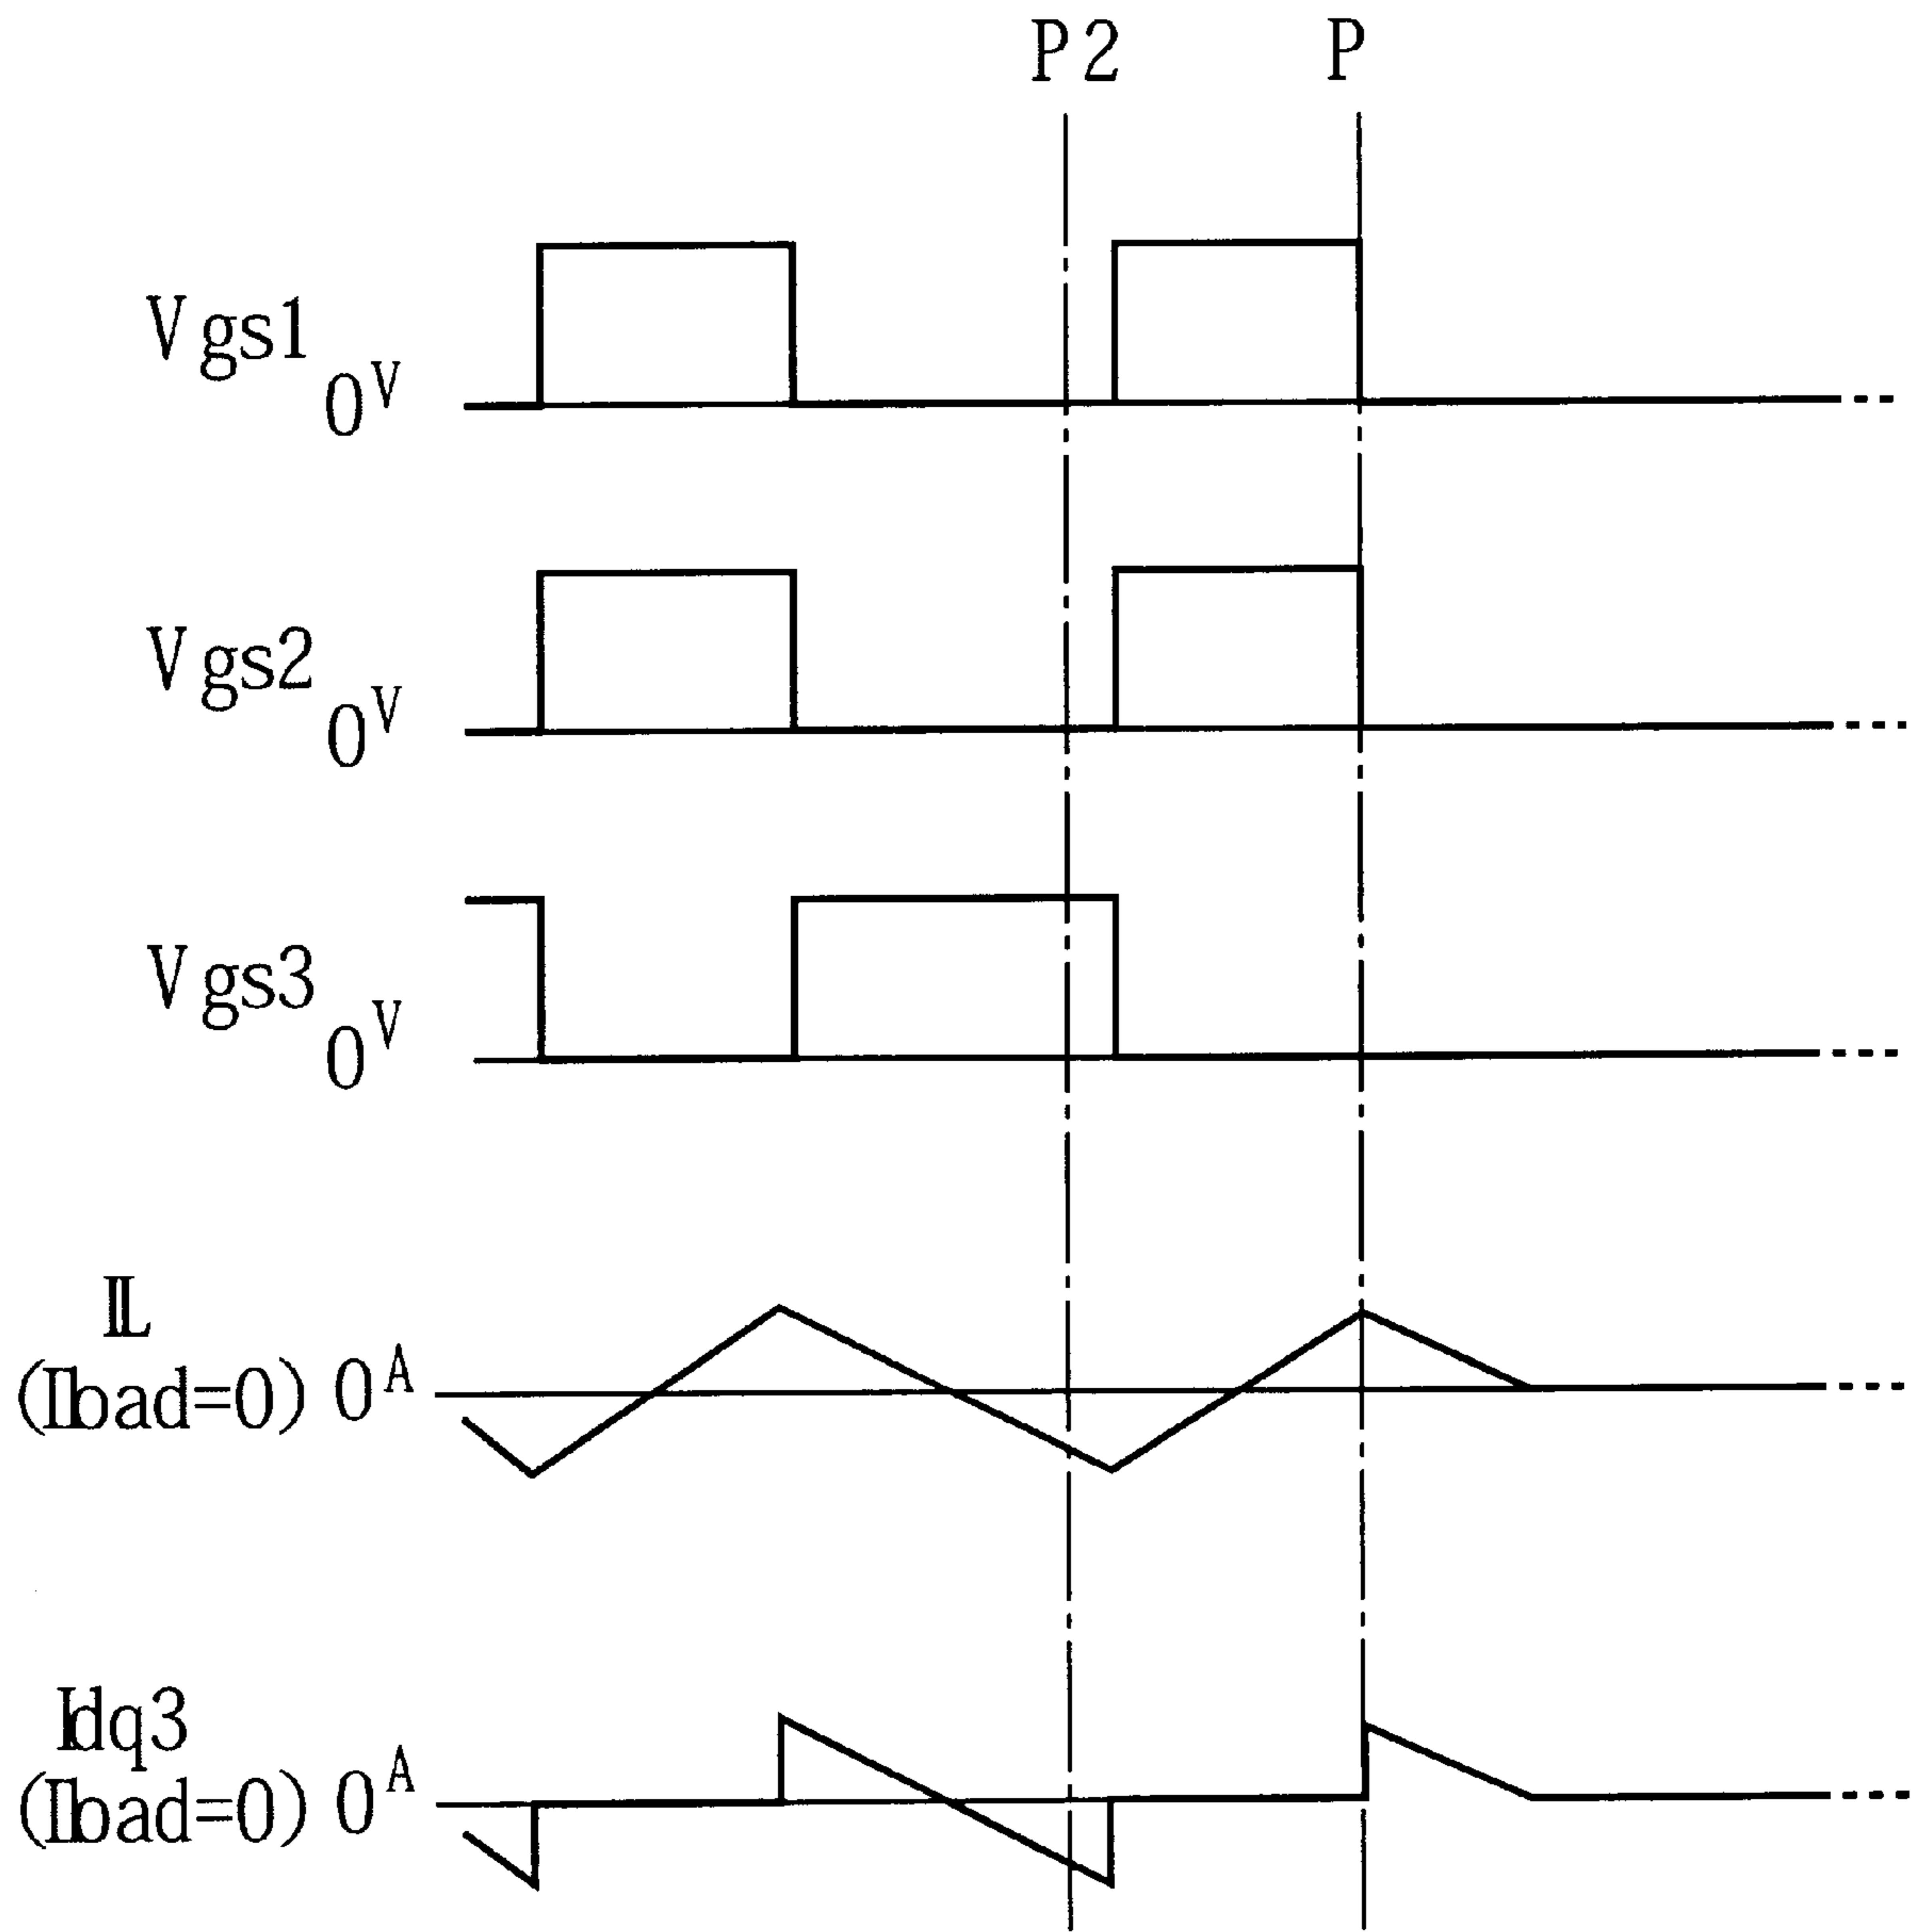 P2 P
Vgs1 0V
Vgs2 0V
Vgs3 0V
IL
(Iload=0) 0A
Idq3
(Iload=0) 0A